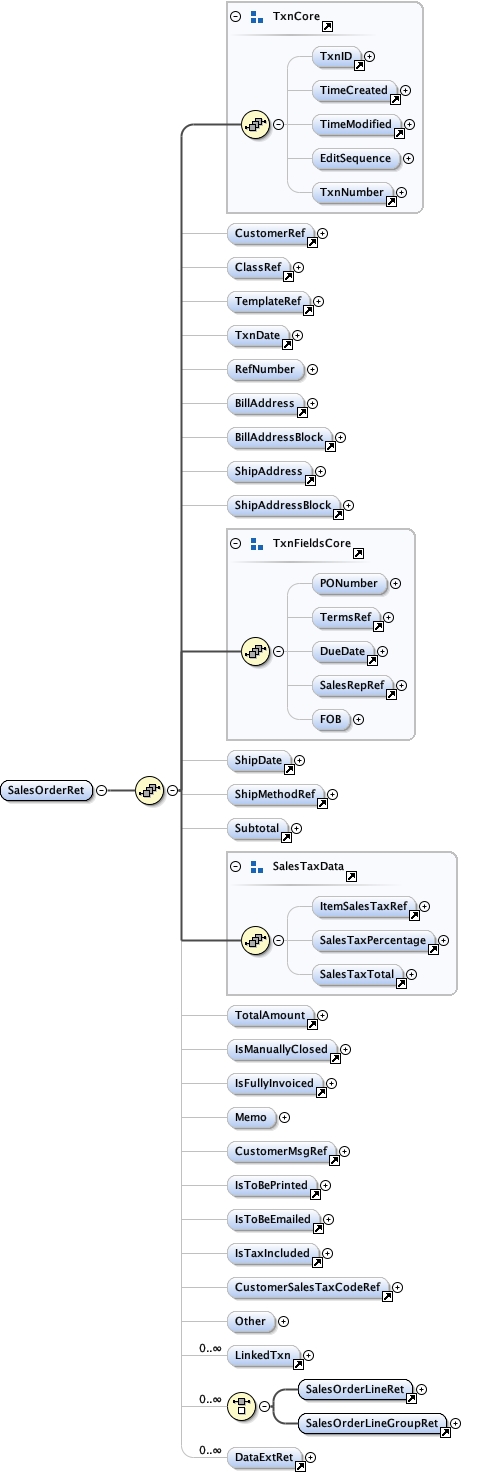 TxnCore
TxnID
TimeCreated
TimeModified
EditSequence
TxnNumber
CustomerRef
ClassRef
TemplateRef
TxnDate
RefNumber
BillAddress
BillAddressBlock
ShipAddress
ShipAddressBlock
TxnFieldsCore
PONumber
TermsRef
DueDate
SalesRepRef
FOB
ShipDate
SalesOrderRet
ShipMethodRef
Subtotal
SalesTaxData
ItemSalesTaxRef
SalesTaxPercentage
SalesTaxTotal
TotalAmount
IsManuallyClosed
IsFullyInvoiced
Memo
CustomerMsgRef
IsToBePrinted
IsToBeEmailed
IsTaxIncluded
CustomerSalesTaxCodeRef
Other
0..∞ LinkedTxn
0..∞
SalesOrderLineRet
SalesOrderLineGroupRet
0..∞ DataExtRet